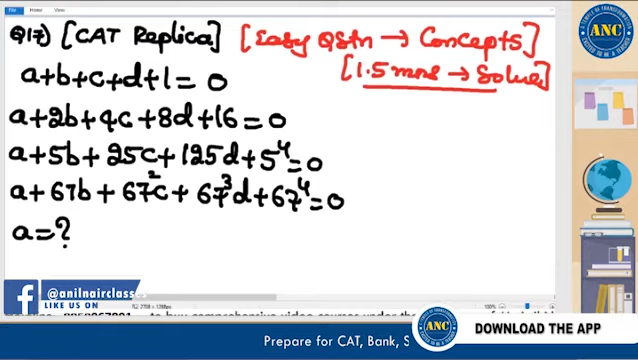 Q17) [CAT Replica] [Easy QStn → Concepts]
[1.5 mns → Solve]
a+b+c+d+1=0
a+2b+4c+8d+16=0
a+5b+25c+125d+5⁴=0
a+67b+67²c+67³d+67⁴=0
a=?
@anilnairclasses
LIKE US ON
ANC
ANC
DOWNLOAD THE APP
Prepare for CAT, Bank, S